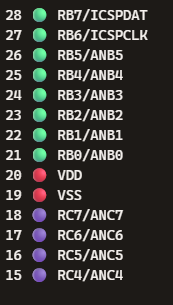 28 RB7/ICSPDAT
27 RB6/ICSPCLK
26 RB5/ANB5
25 RB4/ANB4
24 RB3/ANB3
23 RB2/ANB2
22 RB1/ANB1
21 RB0/ANB0
20 VDD
19 VSS
18 RC7/ANC7
17 RC6/ANC6
16 RC5/ANC5
15 RC4/ANC4